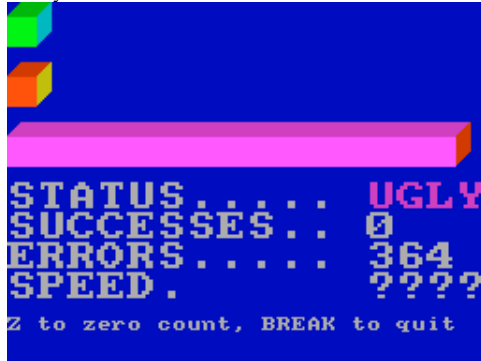 STATUS..... UGLY
SUCCESSES.. 0
ERRORS..... 364
SPEED. ????
Z to zero count, BREAK to quit